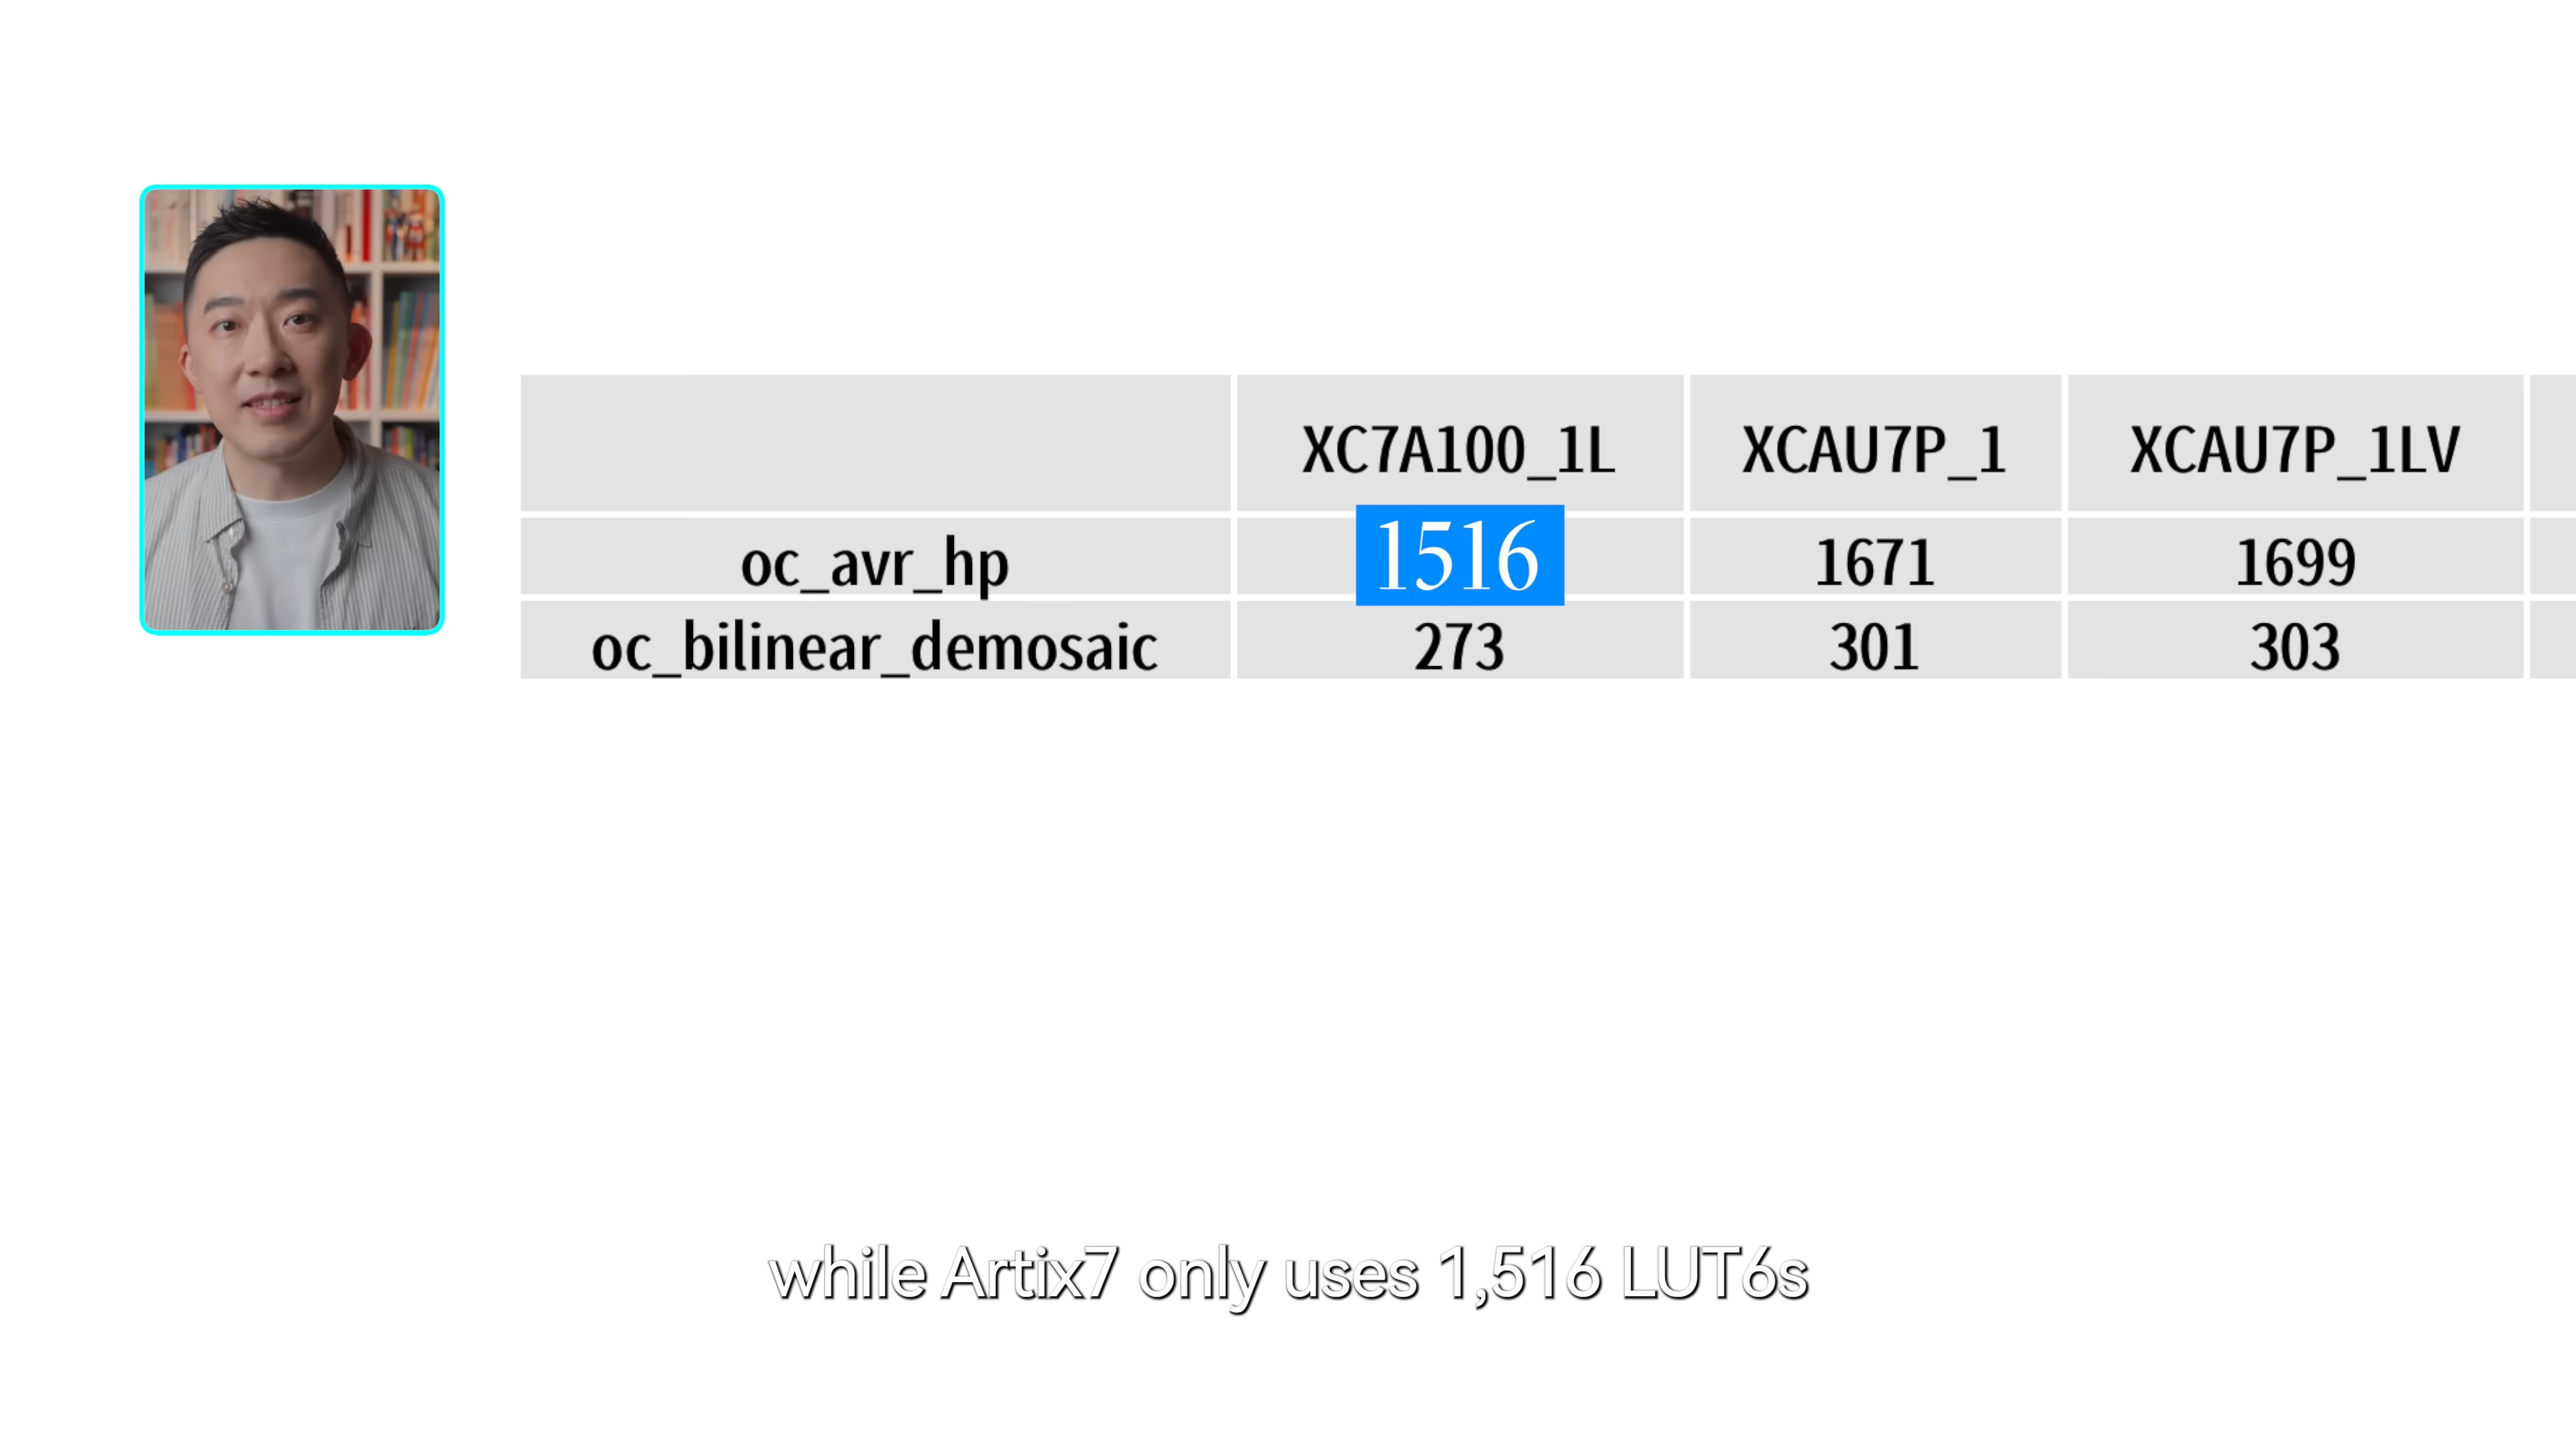 XC7A100_1L XCAU7P_1 XCAU7P_1LV
oc_avr_hp 1516 1671 1699
oc_bilinear_demosaic 273 301 303
while Artix7 only uses 1,516 LUT6s